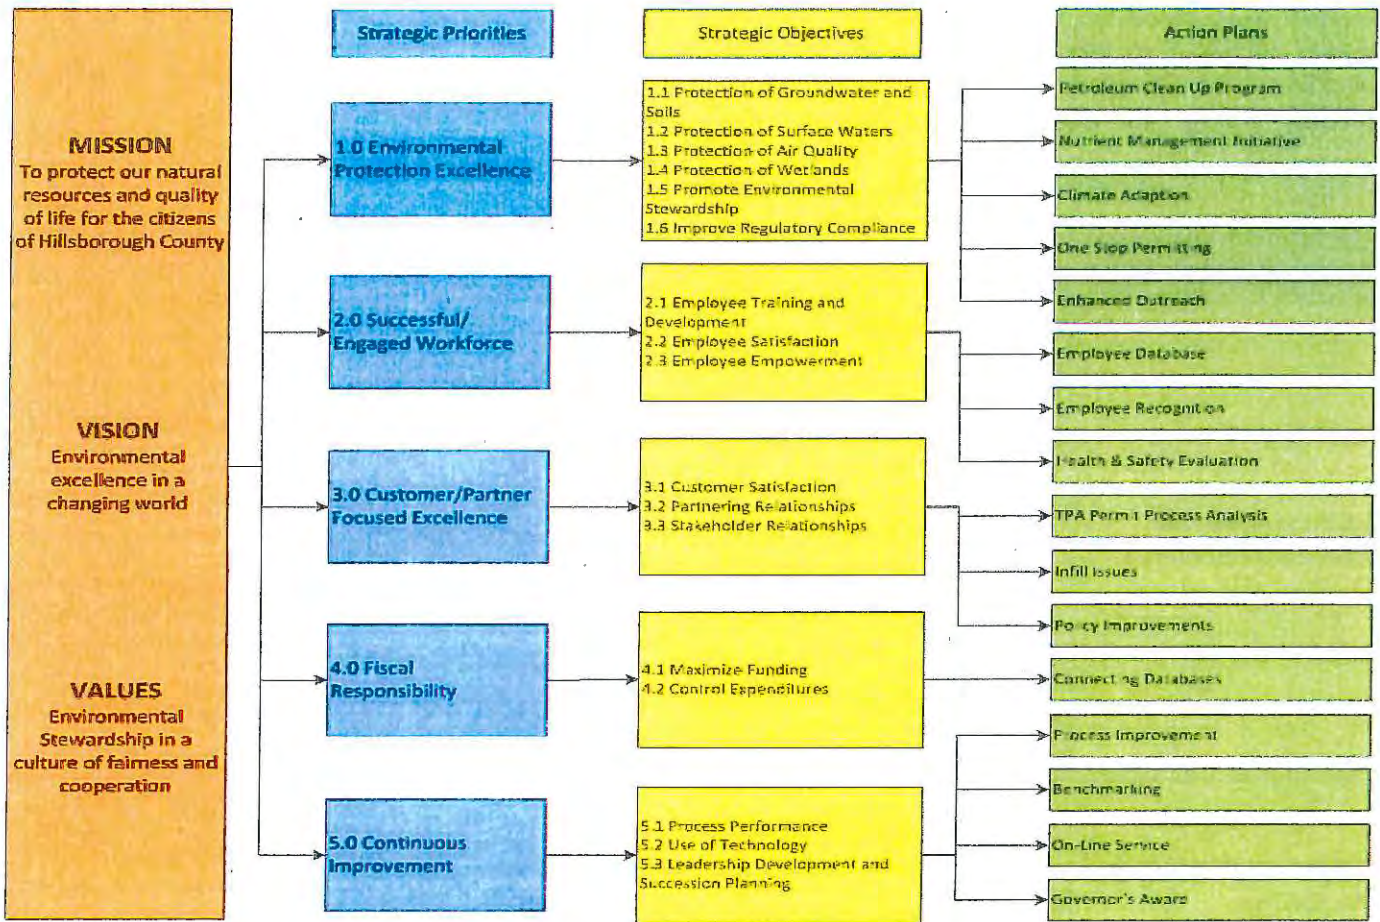 MISSION
To protect our natural
resources and quality
of life for the citizens
of Hillsborough County
VISION
Environmental
excellence in a
changing world
VALUES
Environmental
Stewardship in a
culture of fairness and
cooperation
Strategic Priorities
1.0 Environmental
Protection Excellence
2.0 Successful/
Engaged Workforce
3.0 Customer/Partner
Focused Excellence
4.0 Fiscal
Responsibility
5.0 Continuous
Improvement
Strategic Objectives
1.1 Protection of Groundwater and
Soils
1.2 Protection of Surface Waters
1.3 Protection of Air Quality
1.4 Protection of Wetlands
1.5 Promote Environmental
Stewardship
1.6 Improve Regulatory Compliance
2.1 Employee Training and
Development
2.2 Employee Satisfaction
2.3 Employee Empowerment
3.1 Customer Satisfaction
3.2 Partnering Relationships
3.3 Stakeholder Relationships
4.1 Maximize Funding
4.2 Control Expenditures
5.1 Process Performance
5.2 Use of Technology
5.3 Leadership Development and
Succession Planning
Action Plans
Petroleum Clean Up Program
Nutrient Management Initiative
Climate Adaption
One Stop Permitting
Enhanced Outreach
Employee Database
Employee Recognition
Health & Safety Evaluation
TPA Permit Process Analysis
Infill Issues
Policy Improvements
Connecting Databases
Process Improvement
Benchmarking
On-Line Service
Governor's Award